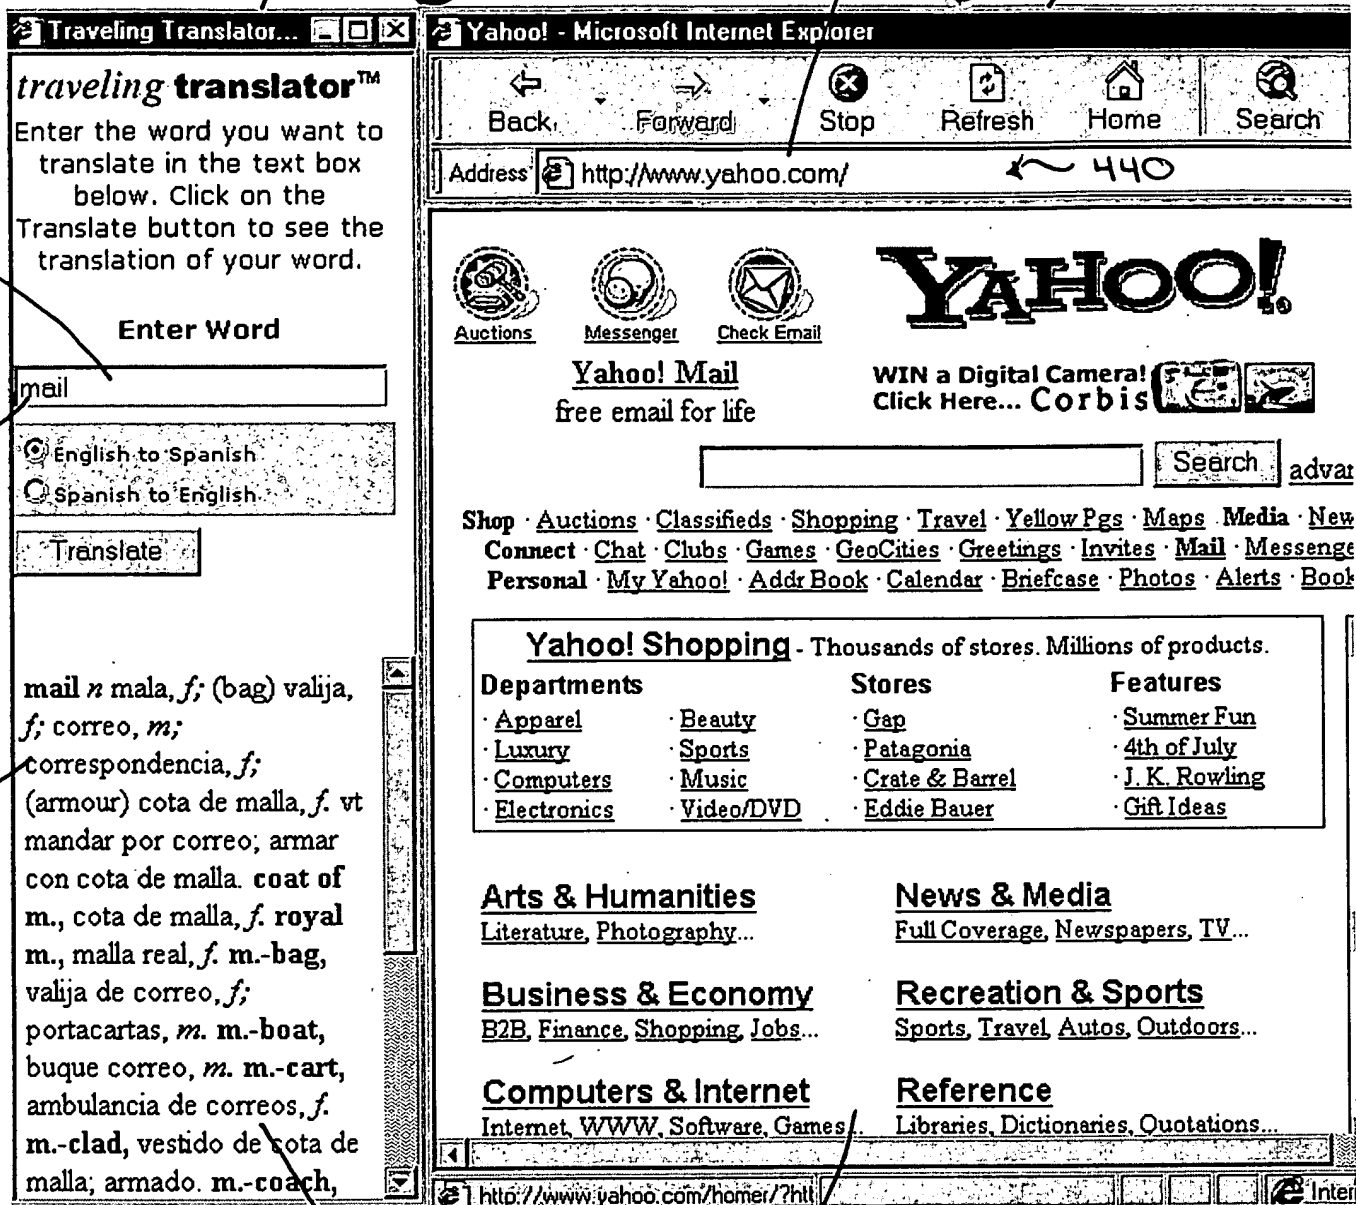 Traveling Translator...
traveling translator™
Enter the word you want to
translate in the text box
below. Click on the
Translate button to see the
translation of your word.
Enter Word
mail
English to Spanish
Spanish to English
Translate
mail n mala, f; (bag) valija,
f; correo, m;
correspondencia, f;
(armour) cota de malla, f. vt
mandar por correo; armar
con cota de malla. coat of
m., cota de malla, f. royal
m., malla real, f. m.-bag,
valija de correo, f;
portacartas, m. m.-boat,
buque correo, m. m.-cart,
ambulancia de correos, f.
m.-clad, vestido de cota de
malla; armado. m.-coach,
Yahoo! - Microsoft Internet Explorer
Back Forward Stop Refresh Home Search
Address http://www.yahoo.com/ 440
Auctions Messenger Check Email
YAHOO!
Yahoo! Mail
free email for life
WIN a Digital Camera!
Click Here... Corbis
Search advan
Shop · Auctions · Classifieds · Shopping · Travel · Yellow Pgs · Maps Media · New
Connect · Chat · Clubs · Games · GeoCities · Greetings · Invites · Mail · Messenge
Personal · My Yahoo! · Addr Book · Calendar · Briefcase · Photos · Alerts · Book
Yahoo! Shopping - Thousands of stores. Millions of products.
Departments Stores Features
· Apparel · Beauty · Gap · Summer Fun
· Luxury · Sports · Patagonia · 4th of July
· Computers · Music · Crate & Barrel · J. K. Rowling
· Electronics · Video/DVD · Eddie Bauer · Gift Ideas
Arts & Humanities News & Media
Literature, Photography... Full Coverage, Newspapers, TV...
Business & Economy Recreation & Sports
B2B, Finance, Shopping, Jobs... Sports, Travel, Autos, Outdoors...
Computers & Internet Reference
Internet, WWW, Software, Games... Libraries, Dictionaries, Quotations...
http://www.yahoo.com/homer/?htt Inter